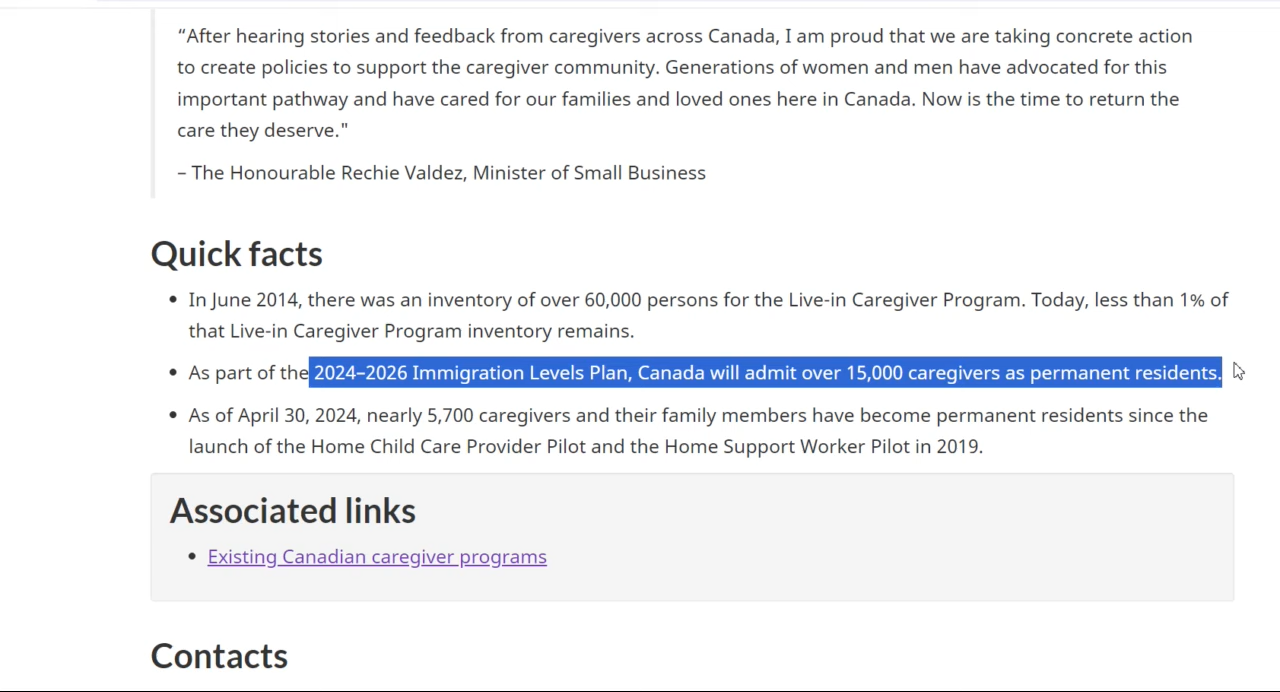 “After hearing stories and feedback from caregivers across Canada, I am proud that we are taking concrete action
to create policies to support the caregiver community. Generations of women and men have advocated for this
important pathway and have cared for our families and loved ones here in Canada. Now is the time to return the
care they deserve."
– The Honourable Rechie Valdez, Minister of Small Business
Quick facts
• In June 2014, there was an inventory of over 60,000 persons for the Live-in Caregiver Program. Today, less than 1% of
that Live-in Caregiver Program inventory remains.
• As part of the 2024–2026 Immigration Levels Plan, Canada will admit over 15,000 caregivers as permanent residents.
• As of April 30, 2024, nearly 5,700 caregivers and their family members have become permanent residents since the
launch of the Home Child Care Provider Pilot and the Home Support Worker Pilot in 2019.
Associated links
• Existing Canadian caregiver programs
Contacts